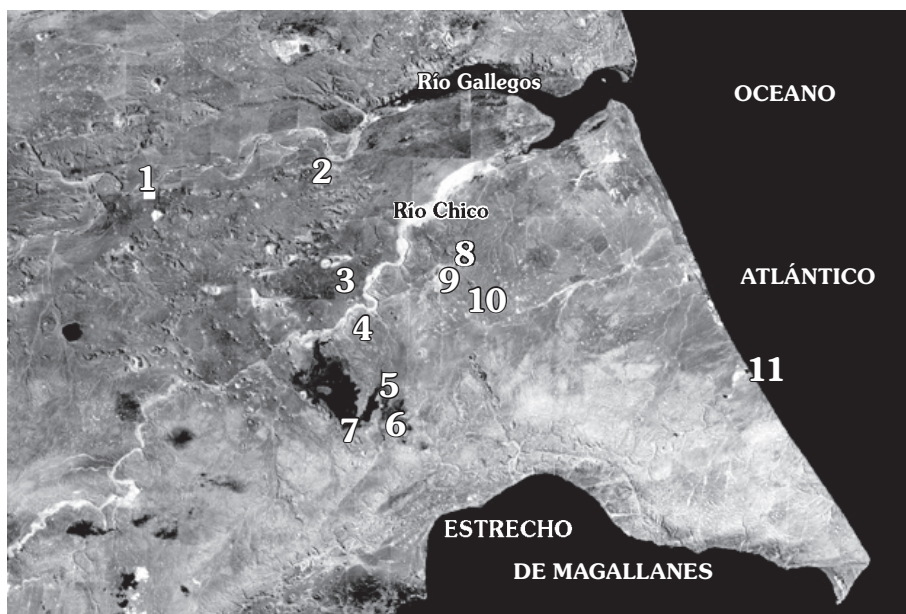 Río Gallegos
OCEANO
1
2
Río Chico
8
3
9
ATLÁNTICO
10
4
11
5
6
7
ESTRECHO
DE MAGALLANES